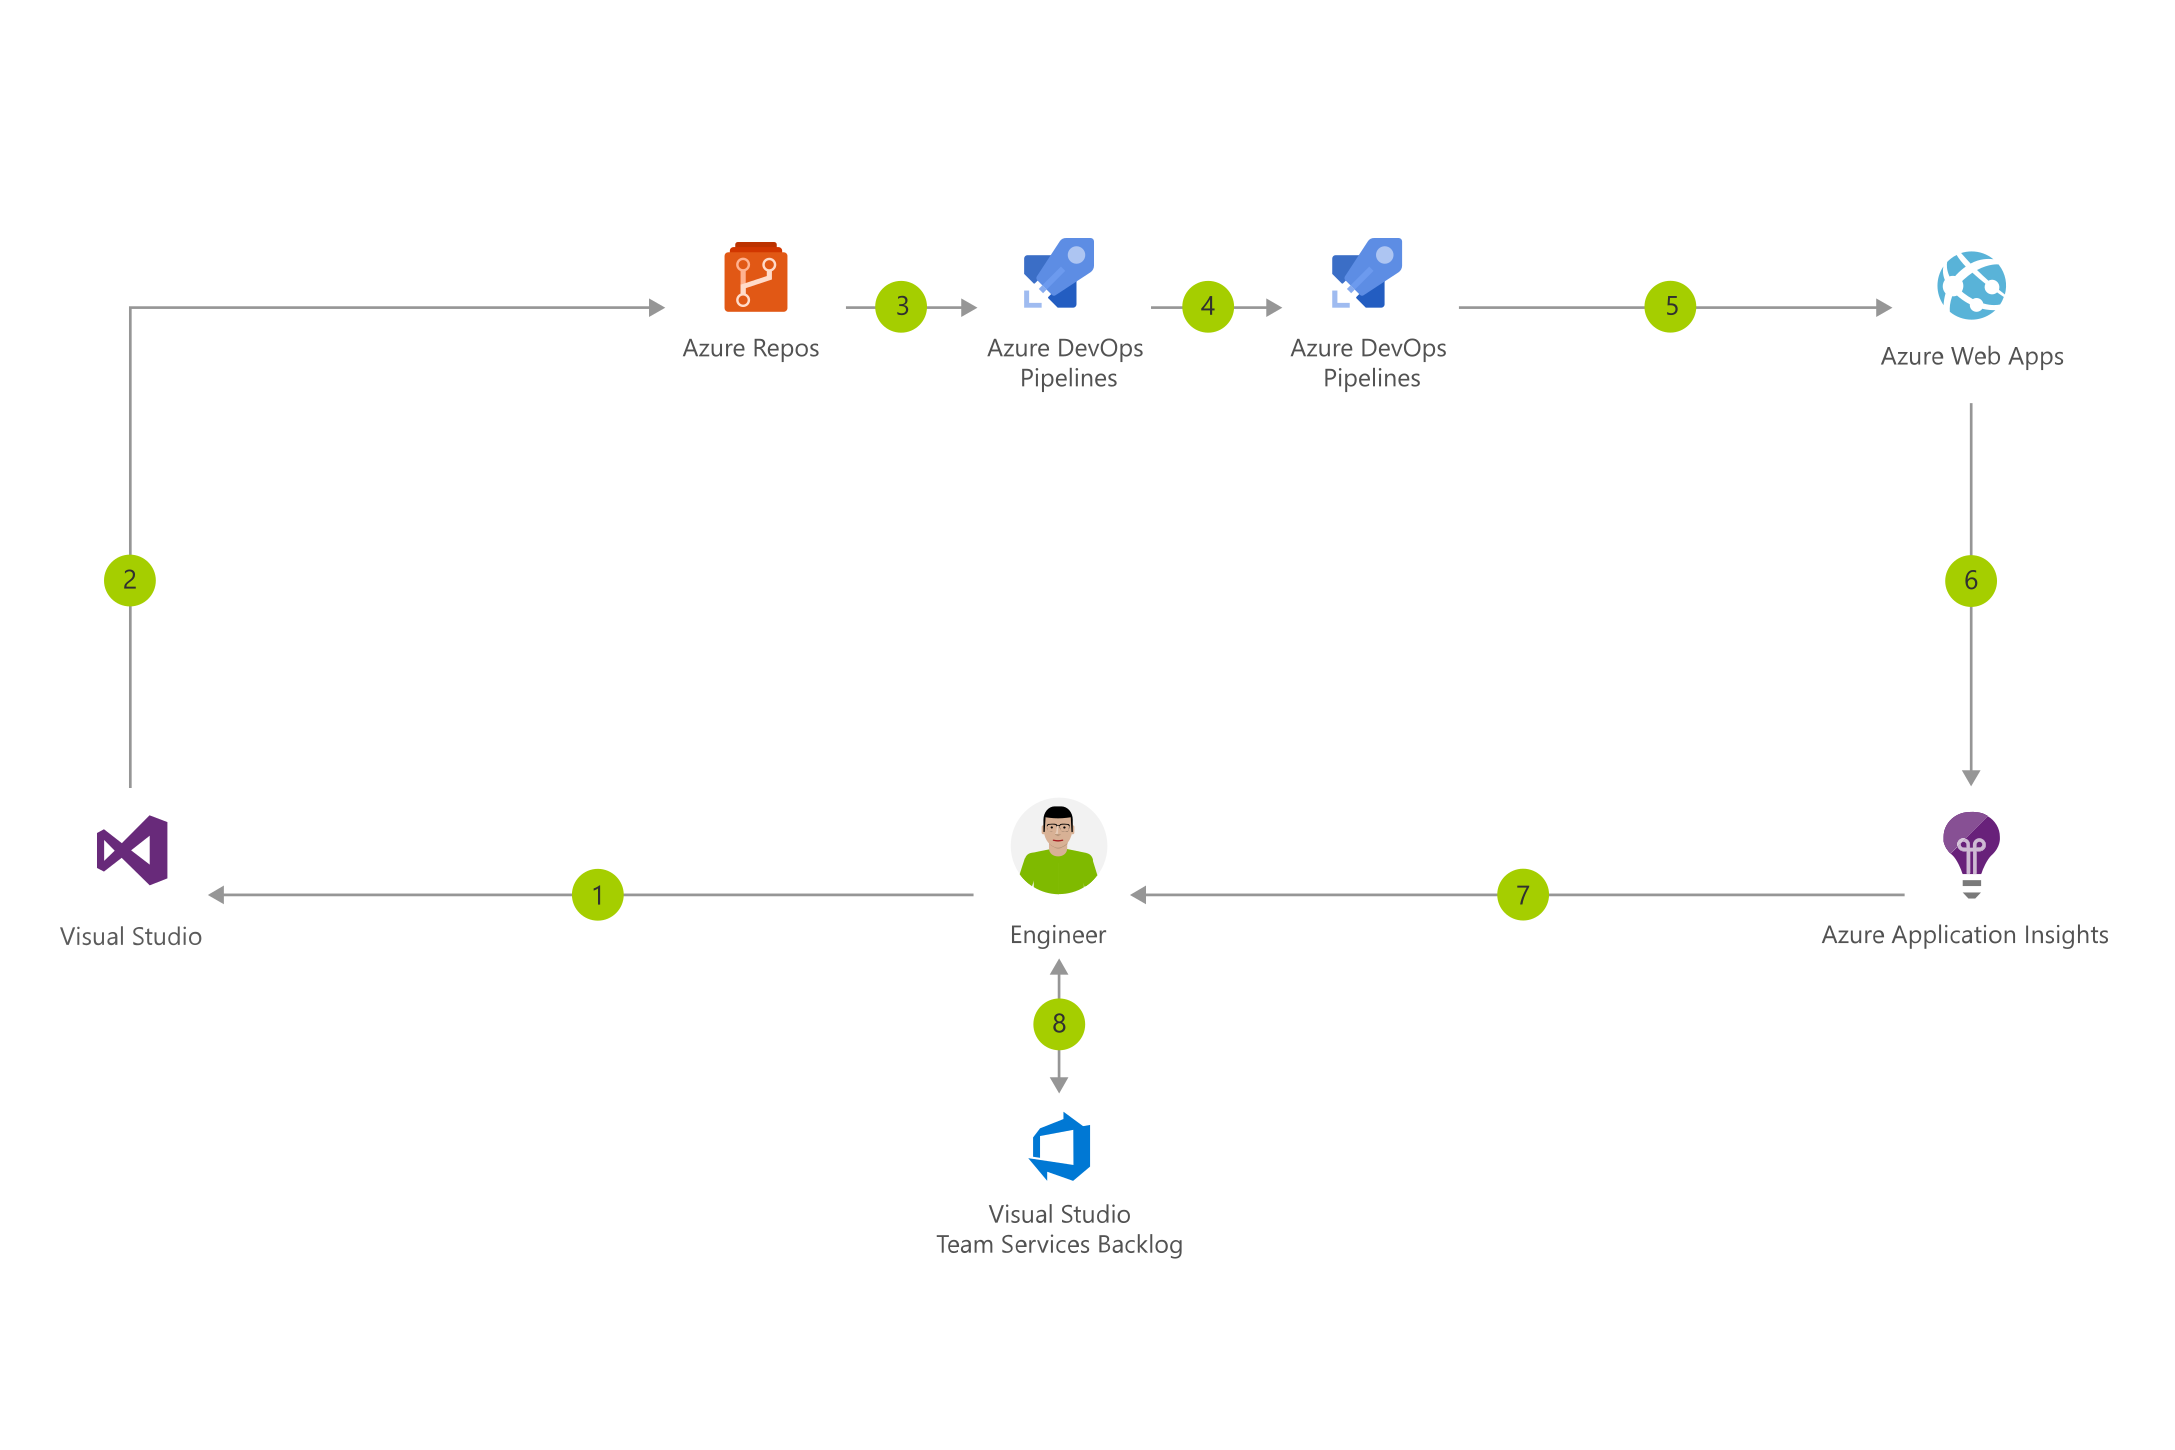 Azure Repos
3
Azure DevOps
Pipelines
4
Azure DevOps
Pipelines
5
Azure Web Apps
2
6
Visual Studio
1
Engineer
7
Azure Application Insights
8
Visual Studio
Team Services Backlog